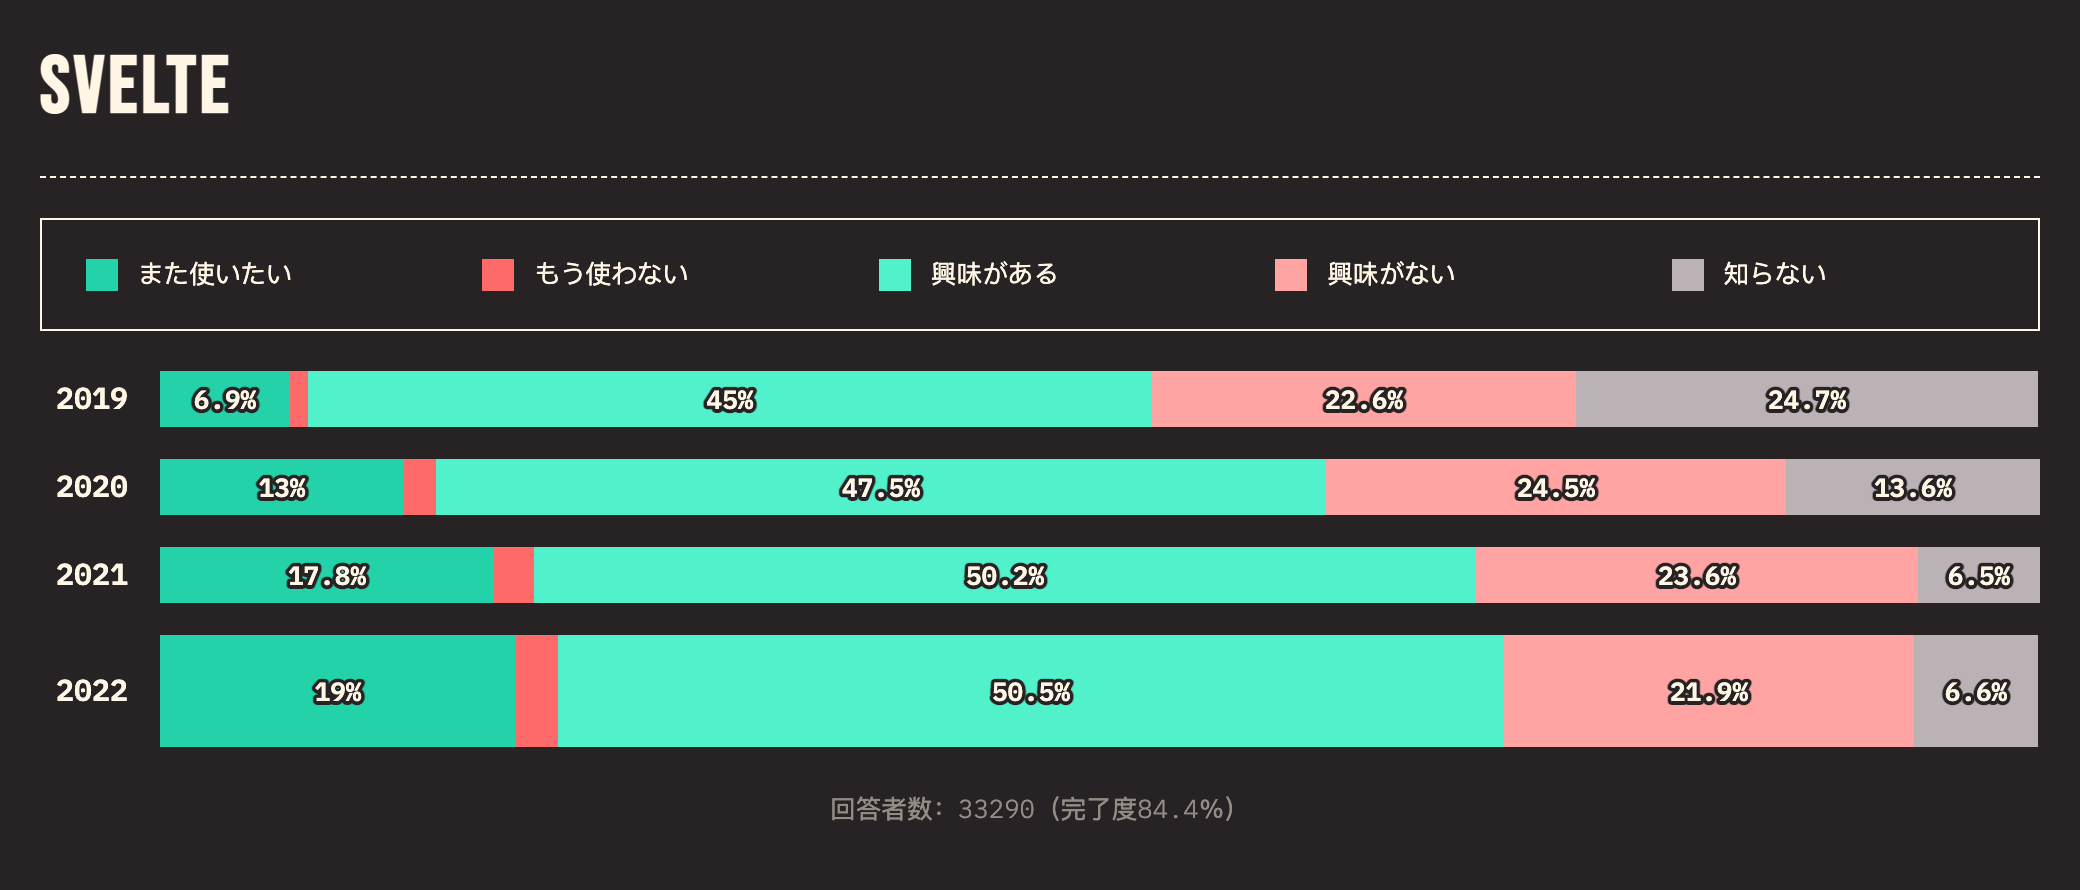 SVELTE
また使いたい もう使わない 興味がある 興味がない 知らない
2019 6.9% 45% 22.6% 24.7%
2020 13% 47.5% 24.5% 13.6%
2021 17.8% 50.2% 23.6% 6.5%
2022 19% 50.5% 21.9% 6.6%
回答者数: 33290 (完了度84.4%)